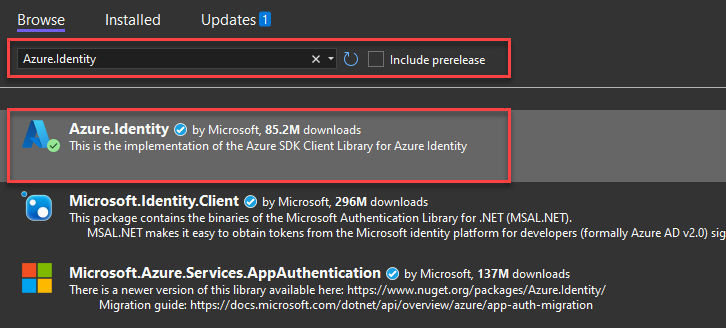 Browse Installed Updates 1
Azure.Identity Include prerelease
Azure.Identity by Microsoft, 85.2M downloads
This is the implementation of the Azure SDK Client Library for Azure Identity
Microsoft.Identity.Client by Microsoft, 296M downloads
This package contains the binaries of the Microsoft Authentication Library for .NET (MSAL.NET).
MSAL.NET makes it easy to obtain tokens from the Microsoft identity platform for developers (formally Azure AD v2.0) sig
Microsoft.Azure.Services.AppAuthentication by Microsoft, 137M downloads
There is a newer version of this library available here: https://www.nuget.org/packages/Azure.Identity/
Migration guide: https://docs.microsoft.com/dotnet/api/overview/azure/app-auth-migration